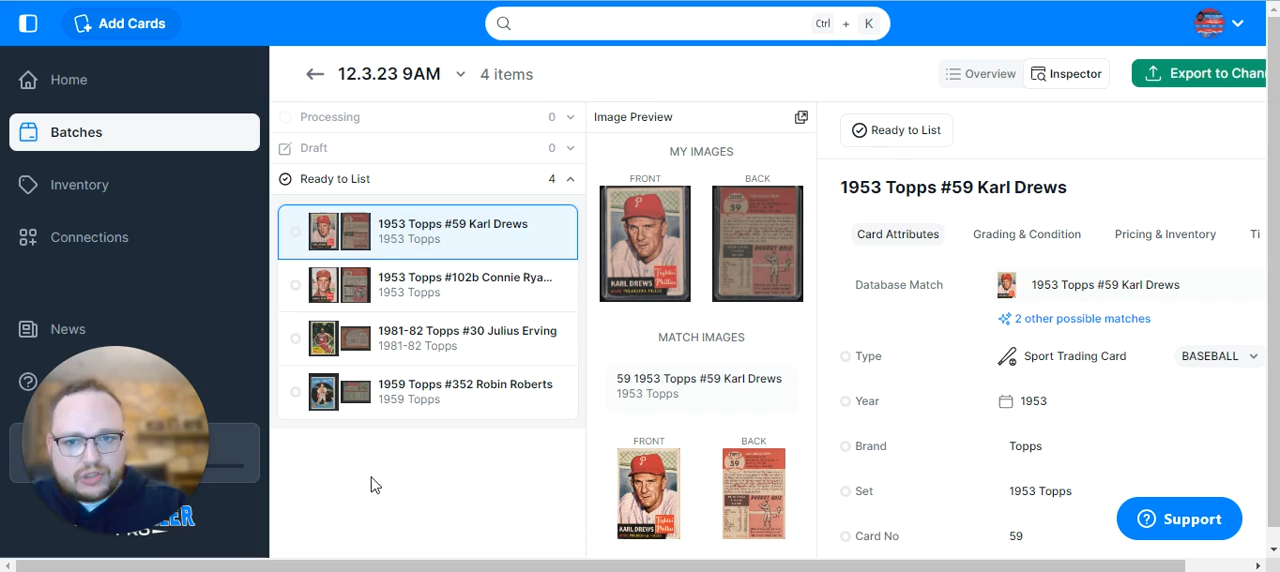 Add Cards
Ctrl + K
Home
Batches
Inventory
Connections
News
12.3.23 9AM
4 items
Overview
Inspector
Export to Chan
Processing 0
Draft 0
Ready to List 4
1953 Topps #59 Karl Drews
1953 Topps
1953 Topps #102b Connie Rya...
1953 Topps
1981-82 Topps #30 Julius Erving
1981-82 Topps
1959 Topps #352 Robin Roberts
1959 Topps
Image Preview
MY IMAGES
FRONT BACK
KARL DREWS
59
MATCH IMAGES
59 1953 Topps #59 Karl Drews
1953 Topps
FRONT BACK
KARL DREWS
59
Ready to List
1953 Topps #59 Karl Drews
Card Attributes Grading & Condition Pricing & Inventory Ti
Database Match 1953 Topps #59 Karl Drews
2 other possible matches
Type Sport Trading Card BASEBALL
Year 1953
Brand Topps
Set 1953 Topps
Card No 59
Support